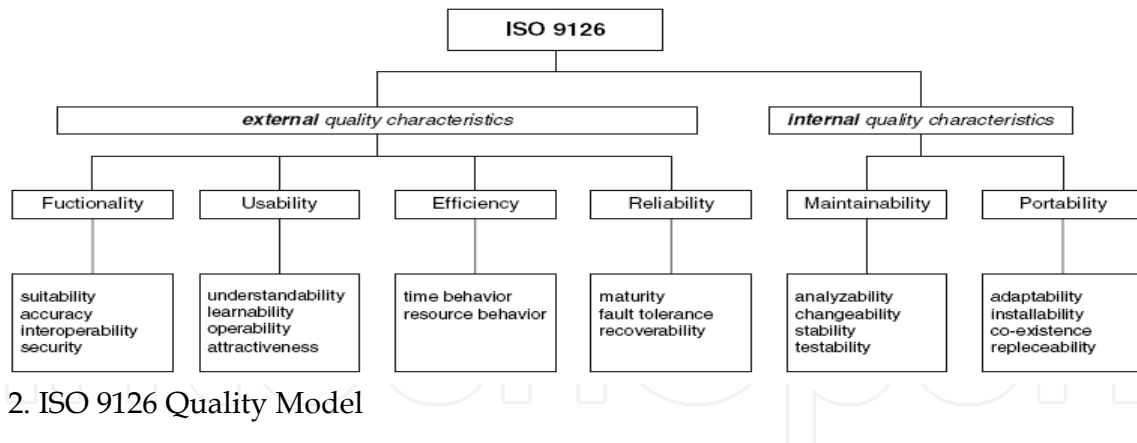 ISO 9126
external quality characteristics
internal quality characteristics
Fuctionality
Usability
Efficiency
Reliability
Maintainability
Portability
suitability
accuracy
interoperability
security
understandability
learnability
operability
attractiveness
time behavior
resource behavior
maturity
fault tolerance
recoverability
analyzability
changeability
stability
testability
adaptability
installability
co-existence
repleceability
2. ISO 9126 Quality Model